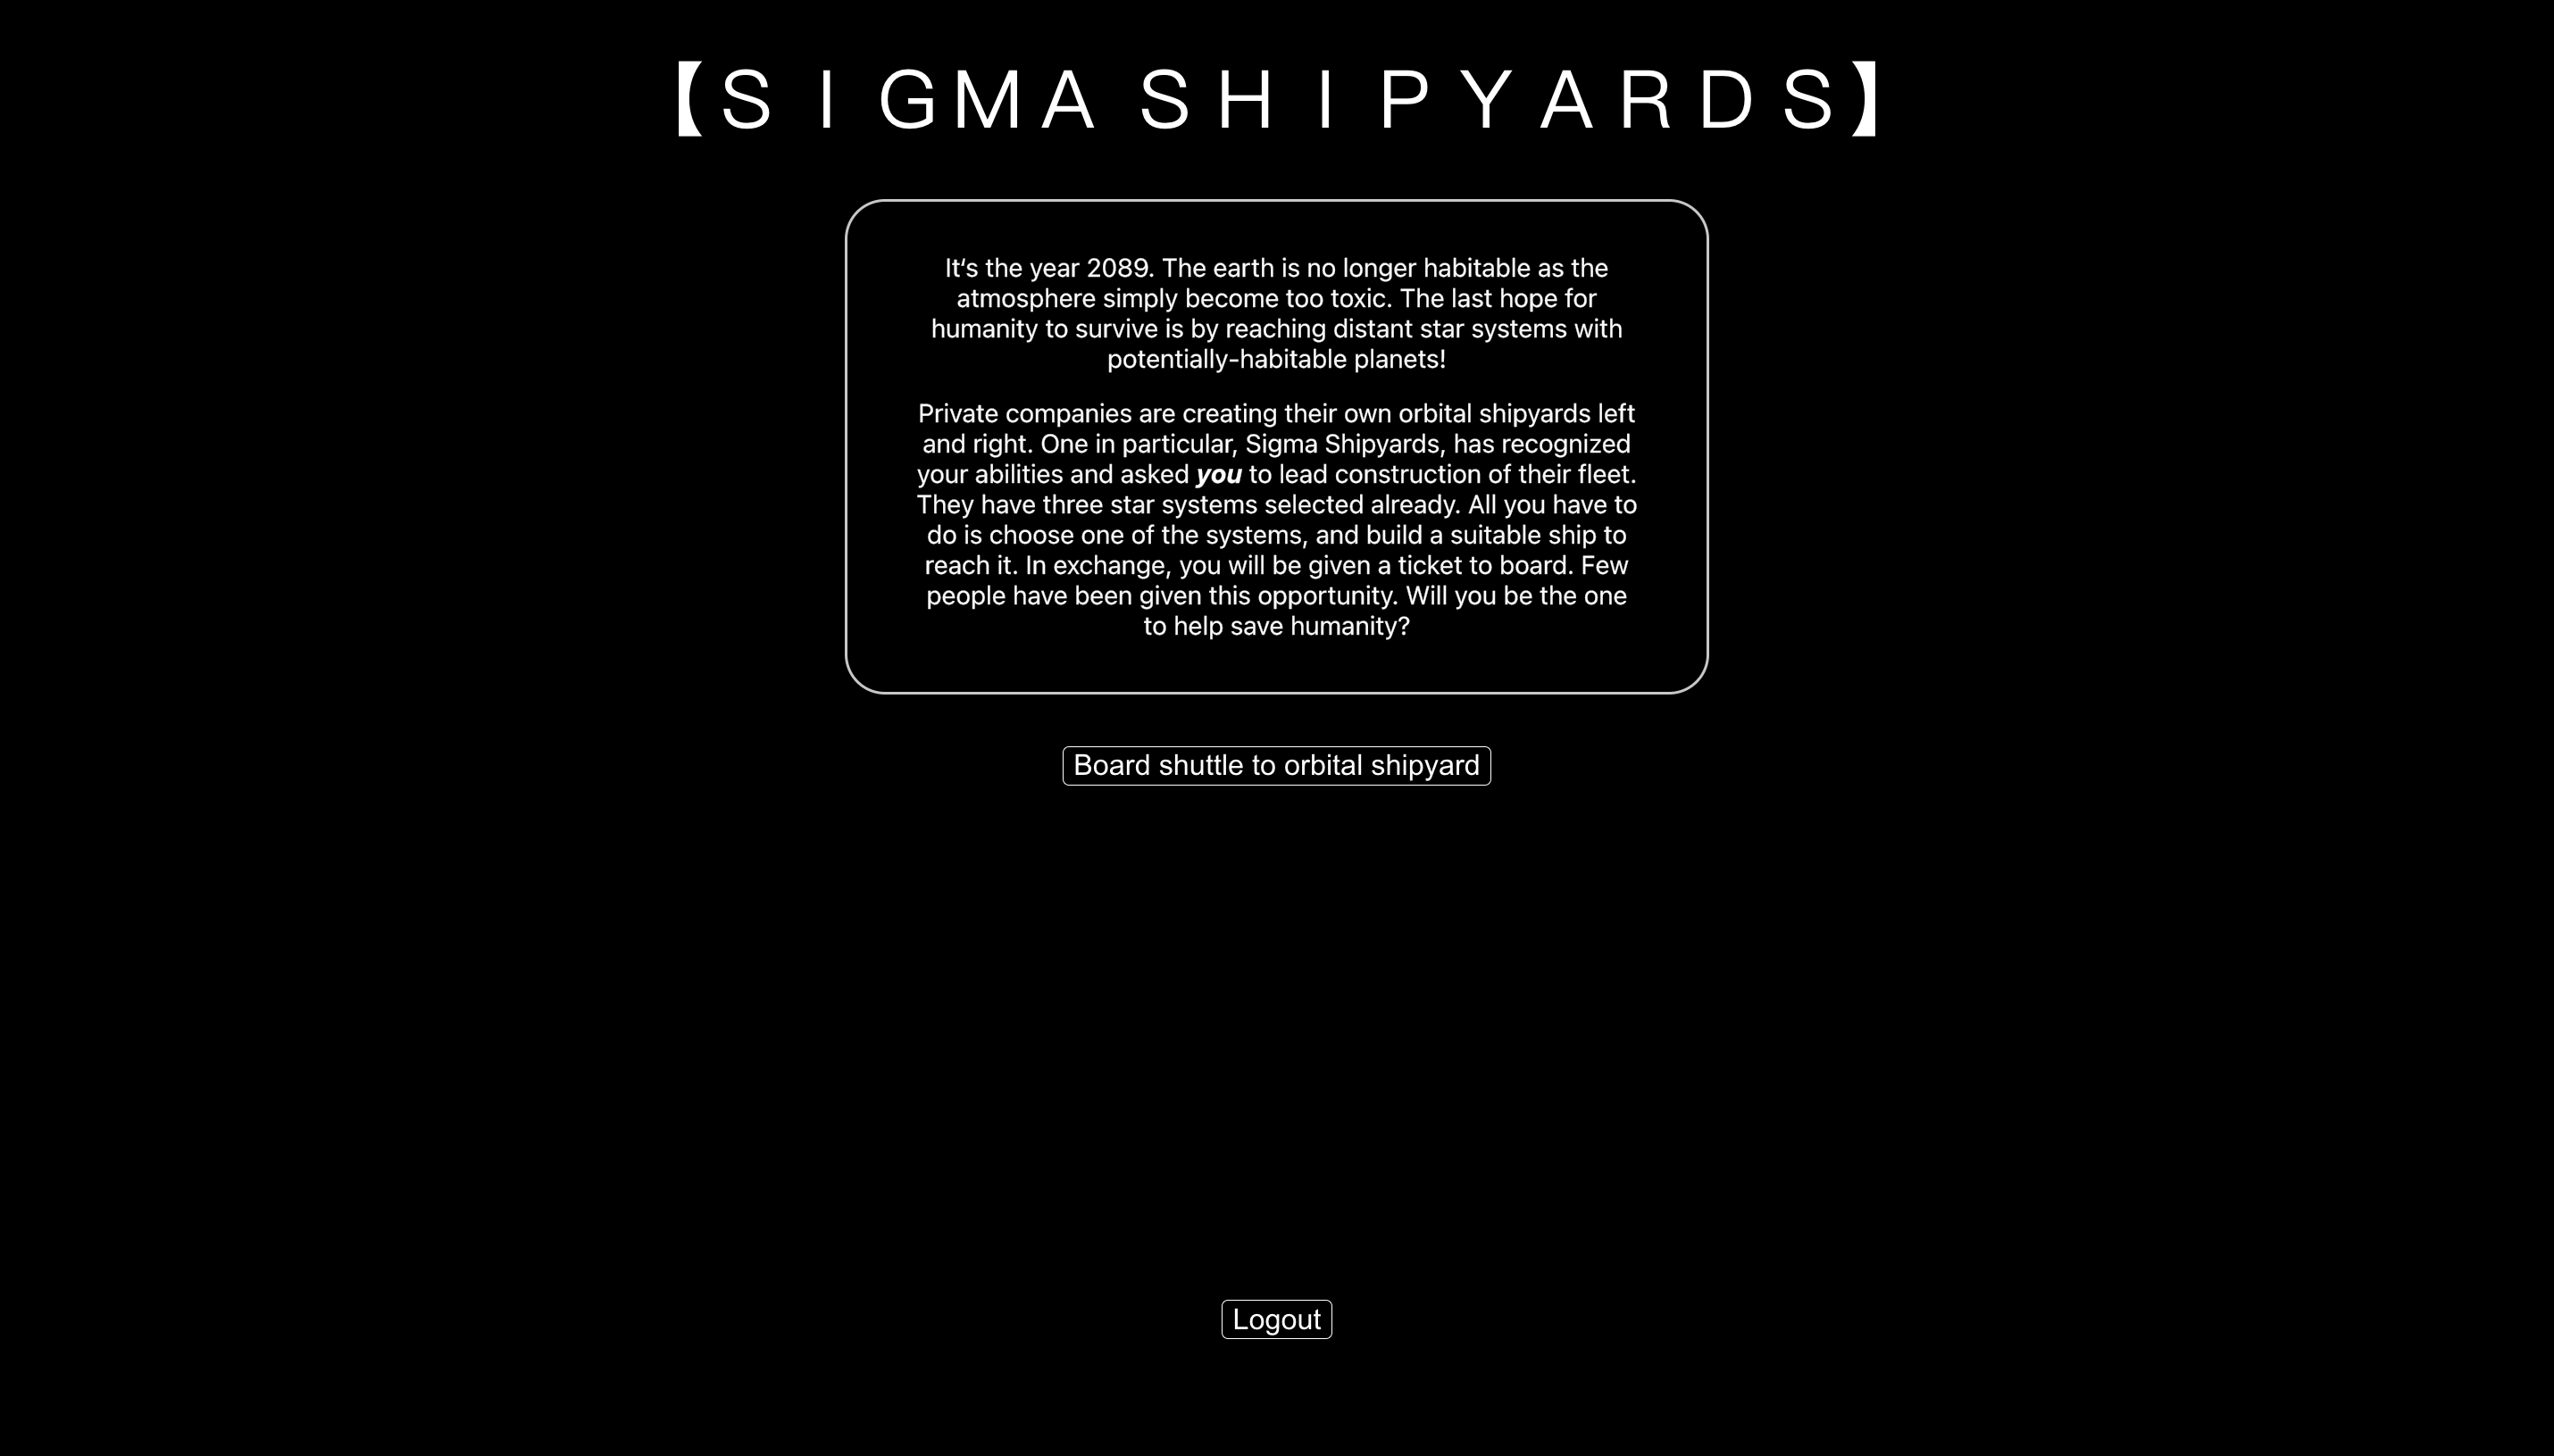 【ＳＩＧＭＡ ＳＨＩＰＹＡＲＤＳ】
It‘s the year 2089. The earth is no longer habitable as the
atmosphere simply become too toxic. The last hope for
humanity to survive is by reaching distant star systems with
potentially-habitable planets!
Private companies are creating their own orbital shipyards left
and right. One in particular, Sigma Shipyards, has recognized
your abilities and asked you to lead construction of their fleet.
They have three star systems selected already. All you have to
do is choose one of the systems, and build a suitable ship to
reach it. In exchange, you will be given a ticket to board. Few
people have been given this opportunity. Will you be the one
to help save humanity?
Board shuttle to orbital shipyard
Logout